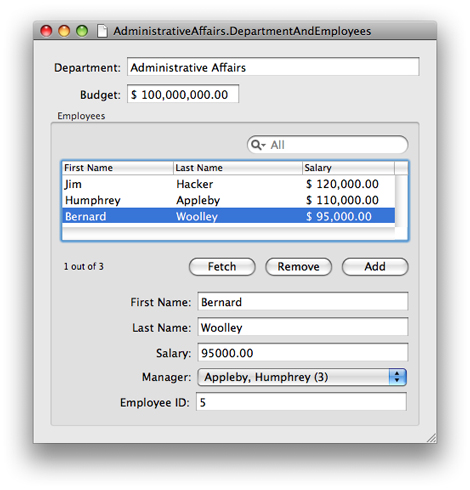 AdministrativeAffairs.DepartmentAndEmployees
Department: Administrative Affairs
Budget: $ 100,000,000.00
Employees
All
First Name Last Name Salary
Jim Hacker $ 120,000.00
Humphrey Appleby $ 110,000.00
Bernard Woolley $ 95,000.00
1 out of 3 Fetch Remove Add
First Name: Bernard
Last Name: Woolley
Salary: 95000.00
Manager: Appleby, Humphrey (3)
Employee ID: 5